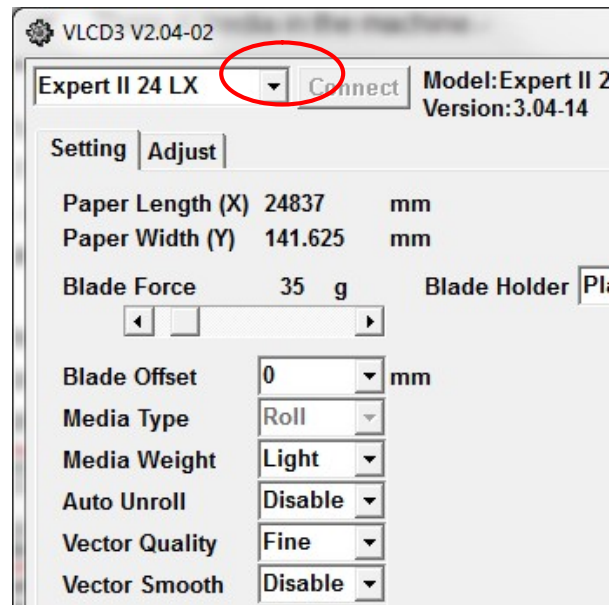 VLCD3 V2.04-02
Expert II 24 LX Connect Model:Expert II 2
Version:3.04-14
Setting Adjust
Paper Length (X) 24837 mm
Paper Width (Y) 141.625 mm
Blade Force 35 g Blade Holder Pla
Blade Offset 0 mm
Media Type Roll
Media Weight Light
Auto Unroll Disable
Vector Quality Fine
Vector Smooth Disable